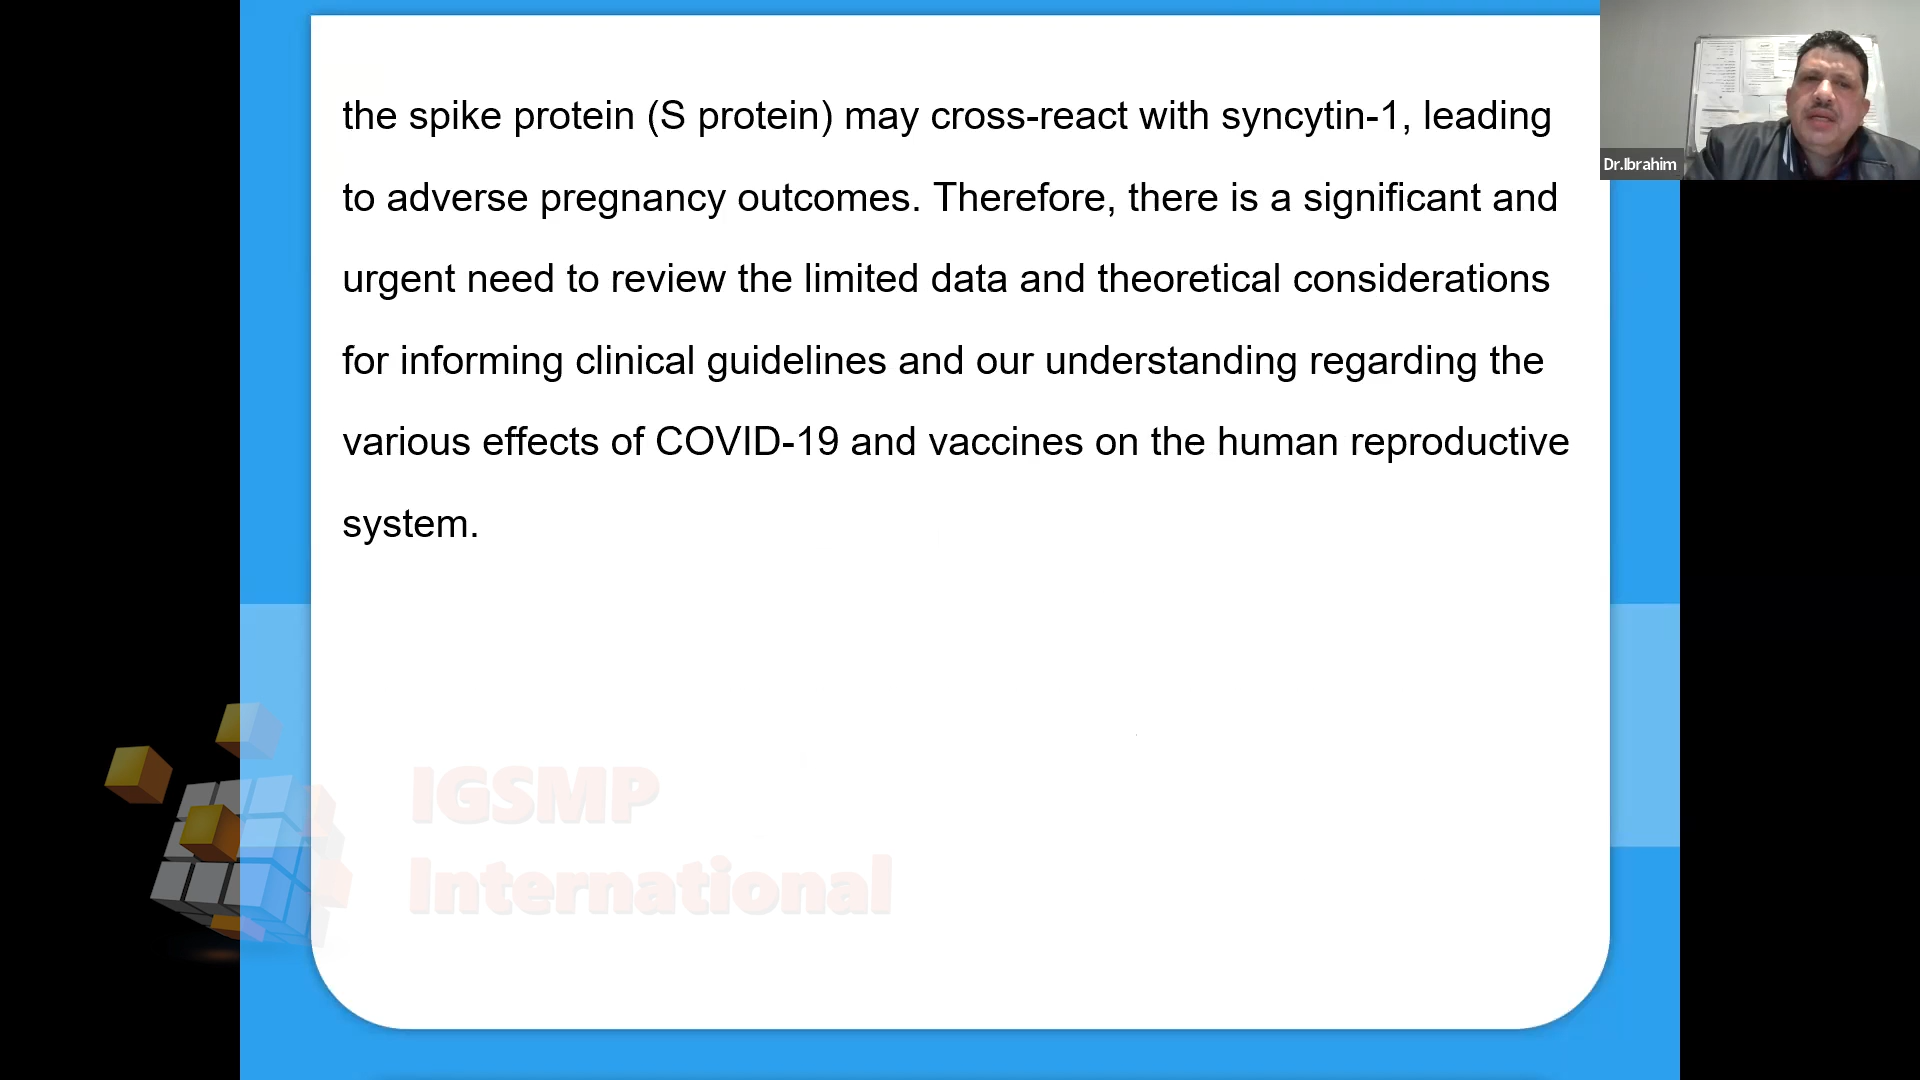 the spike protein (S protein) may cross-react with syncytin-1, leading
to adverse pregnancy outcomes. Therefore, there is a significant and
urgent need to review the limited data and theoretical considerations
for informing clinical guidelines and our understanding regarding the
various effects of COVID-19 and vaccines on the human reproductive
system.
Dr.Ibrahim
IGSMP
International